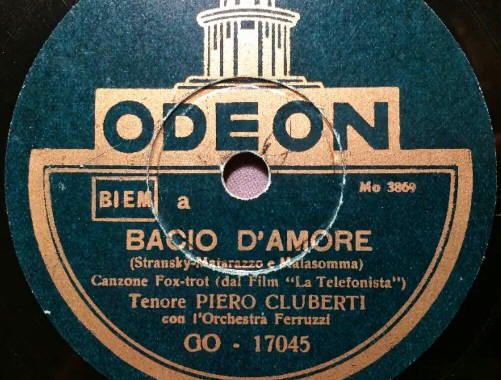 ODEON
BIEM a Mo 3869
BACIO D'AMORE
(Stransky-Matarazzo e Malasomma)
Canzone Fox-trot (dal Film "La Telefonista")
Tenore PIERO CLUBERTI
con l'Orchestra Ferruzzi
GO - 17045